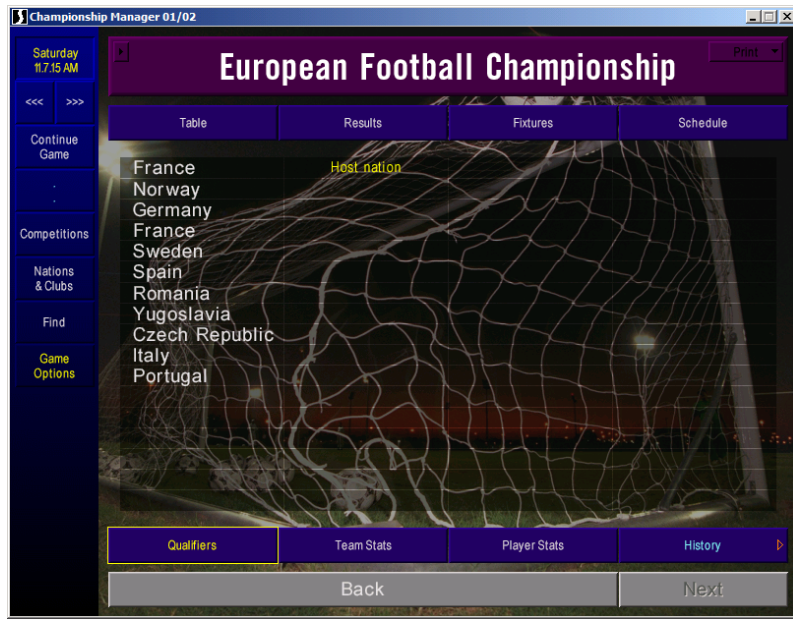 Championship Manager 01/02
Saturday
11.7.15 AM
<<< >>>
Continue
Game
Competitions
Nations
& Clubs
Find
Game
Options
European Football Championship
Print
Table Results Fixtures Schedule
France Host nation
Norway
Germany
France
Sweden
Spain
Romania
Yugoslavia
Czech Republic
Italy
Portugal
Qualifiers Team Stats Player Stats History
Back Next